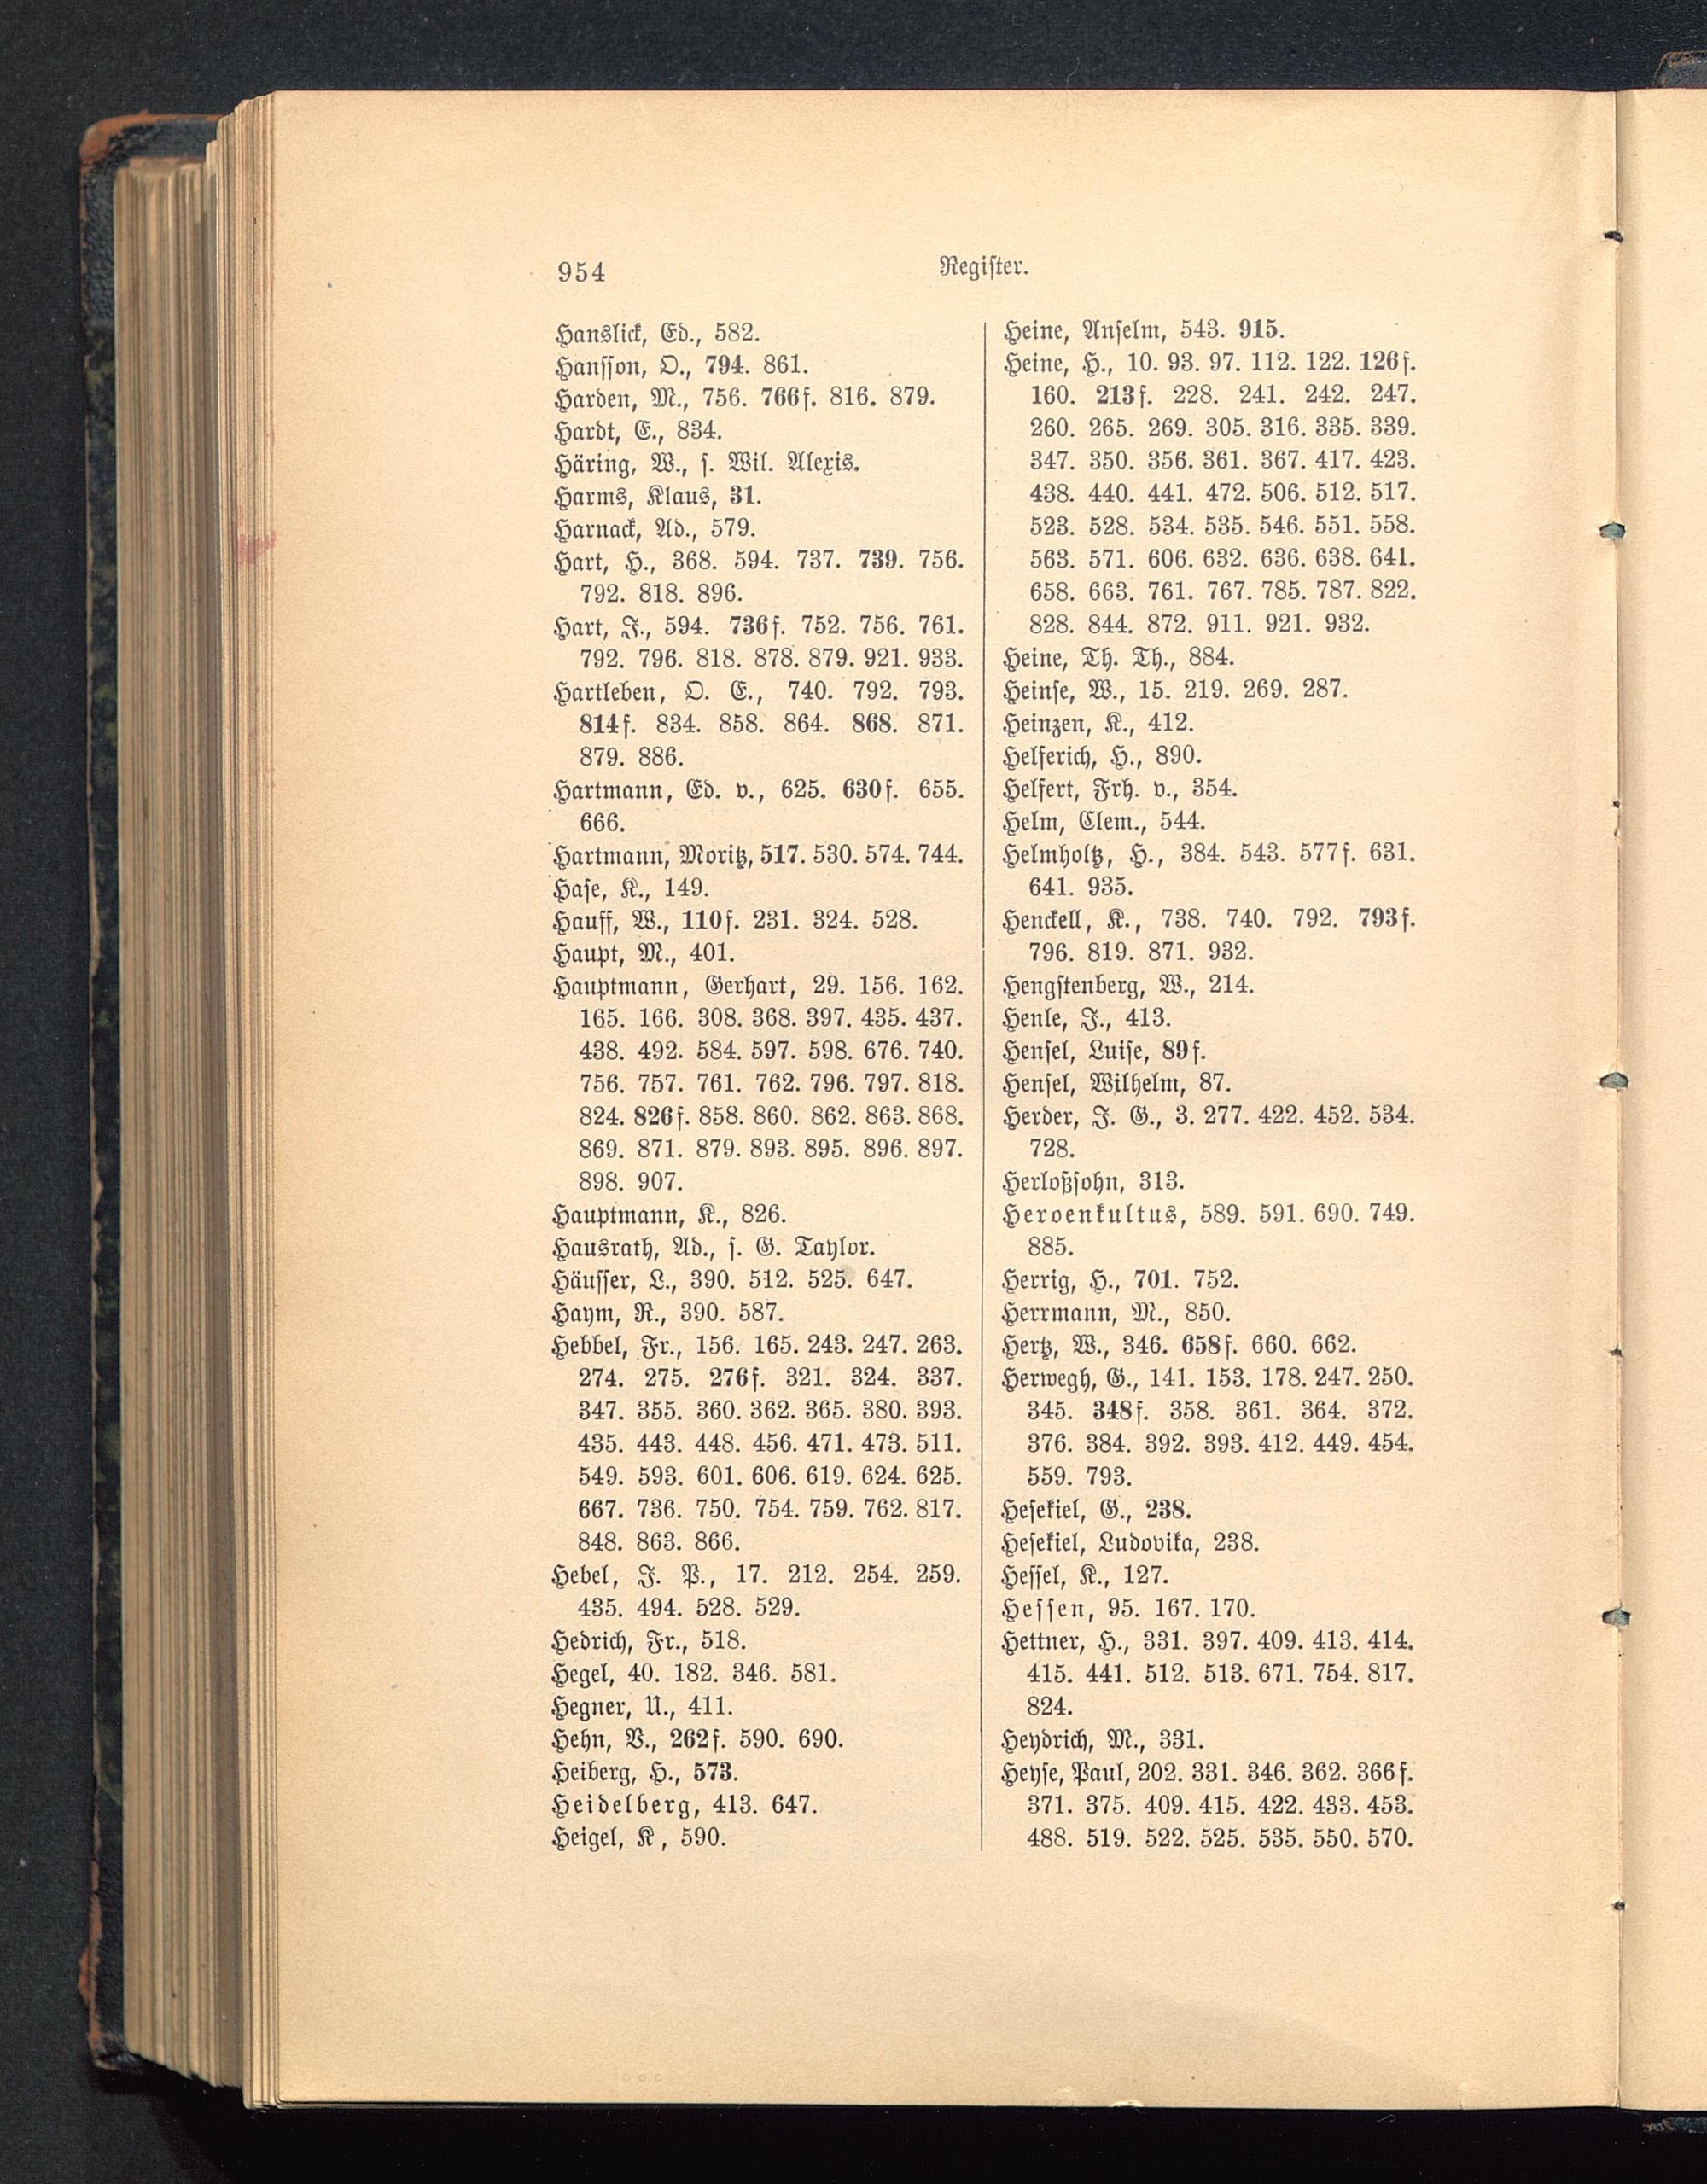 954
Regiſter.
Hanslick, Ed., 582.
Hanſſon, O., 794. 861.
Harden, M., 756. 766f. 816. 879.
Hardt, E., 834.
Häring, W., ſ. Wil. Alexis.
Harms, Klaus, 31.
Harnack, Ad., 579.
Hart, H., 368. 594. 737. 739. 756.
792. 818. 896.
Hart, J., 594. 736f. 752. 756. 761.
792. 796. 818. 878. 879. 921. 933.
Hartleben, O. E., 740. 792. 793.
814f. 834. 858. 864. 868. 871.
879. 886.
Hartmann, Ed. v., 625. 630f. 655.
666.
Hartmann, Moritz, 517. 530. 574. 744.
Haſe, K., 149.
Hauff, W., 110f. 231. 324. 528.
Haupt, M., 401.
Hauptmann, Gerhart, 29. 156. 162.
165. 166. 308. 368. 397. 435. 437.
438. 492. 584. 597. 598. 676. 740.
756. 757. 761. 762. 796. 797. 818.
824. 826f. 858. 860. 862. 863. 868.
869. 871. 879. 893. 895. 896. 897.
898. 907.
Hauptmann, K., 826.
Hausrath, Ad., ſ. G. Taylor.
Häuſſer, L., 390. 512. 525. 647.
Haym, R., 390. 587.
Hebbel, Fr., 156. 165. 243. 247. 263.
274. 275. 276f. 321. 324. 337.
347. 355. 360. 362. 365. 380. 393.
435. 443. 448. 456. 471. 473. 511.
549. 593. 601. 606. 619. 624. 625.
667. 736. 750. 754. 759. 762. 817.
848. 863. 866.
Hebel, J. P., 17. 212. 254. 259.
435. 494. 528. 529.
Hedrich, Fr., 518.
Hegel, 40. 182. 346. 581.
Hegner, U., 411.
Hehn, V., 262f. 590. 690.
Heiberg, H., 573.
Heidelberg, 413. 647.
Heigel, K , 590.
Heine, Anſelm, 543. 915.
Heine, H., 10. 93. 97. 112. 122. 126f.
160. 213f. 228. 241. 242. 247.
260. 265. 269. 305. 316. 335. 339.
347. 350. 356. 361. 367. 417. 423.
438. 440. 441. 472. 506. 512. 517.
523. 528. 534. 535. 546. 551. 558.
563. 571. 606. 632. 636. 638. 641.
658. 663. 761. 767. 785. 787. 822.
828. 844. 872. 911. 921. 932.
Heine, Th. Th., 884.
Heinſe, W., 15. 219. 269. 287.
Heinzen, K., 412.
Helferich, H., 890.
Helfert, Frh. v., 354.
Helm, Clem., 544.
Helmholtz, H., 384. 543. 577f. 631.
641. 935.
Henckell, K., 738. 740. 792. 793f.
796. 819. 871. 932.
Hengſtenberg, W., 214.
Henle, J., 413.
Henſel, Luiſe, 89f.
Henſel, Wilhelm, 87.
Herder, J. G., 3. 277. 422. 452. 534.
728.
Herloßſohn, 313.
Heroenkultus, 589. 591. 690. 749.
885.
Herrig, H., 701. 752.
Herrmann, M., 850.
Hertz, W., 346. 658f. 660. 662.
Herwegh, G., 141. 153. 178. 247. 250.
345. 348f. 358. 361. 364. 372.
376. 384. 392. 393. 412. 449. 454.
559. 793.
Heſekiel, G., 238.
Heſekiel, Ludovika, 238.
Heſſel, K., 127.
Heſſen, 95. 167. 170.
Hettner, H., 331. 397. 409. 413. 414.
415. 441. 512. 513. 671. 754. 817.
824.
Heydrich, M., 331.
Heyſe, Paul, 202. 331. 346. 362. 366f.
371. 375. 409. 415. 422. 433. 453.
488. 519. 522. 525. 535. 550. 570.